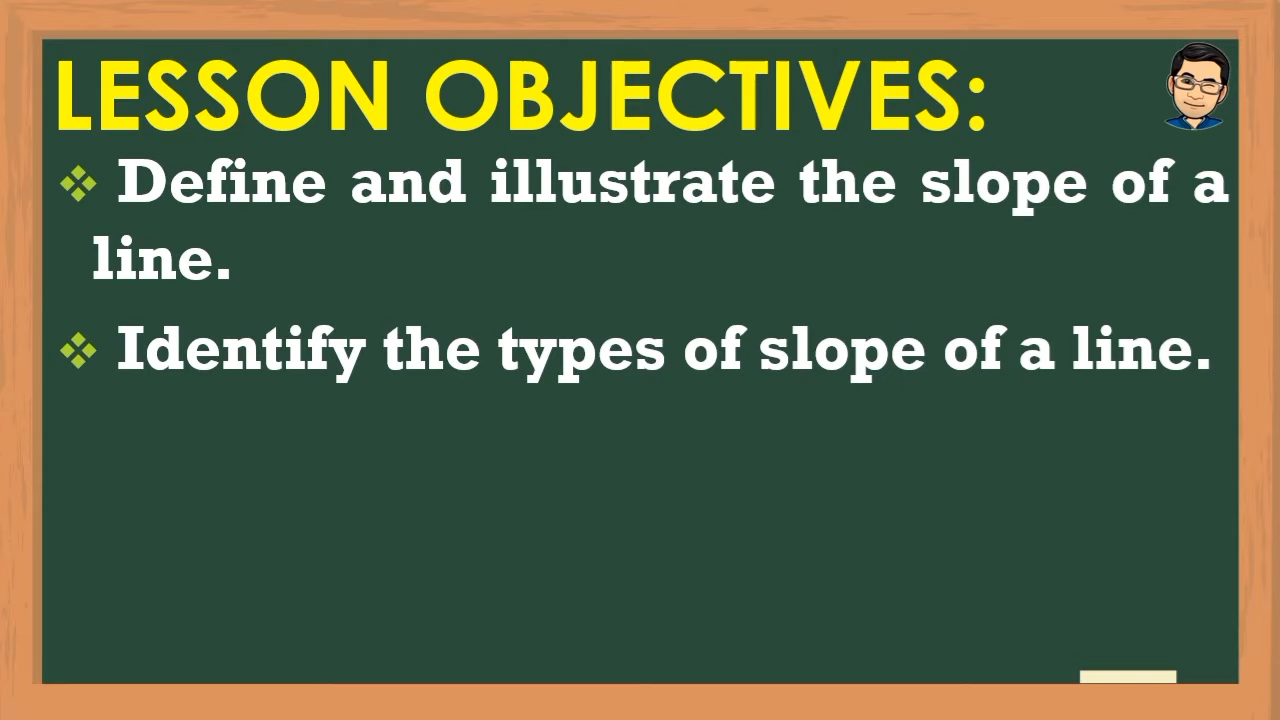 LESSON OBJECTIVES:
❖ Define and illustrate the slope of a
line.
❖ Identify the types of slope of a line.